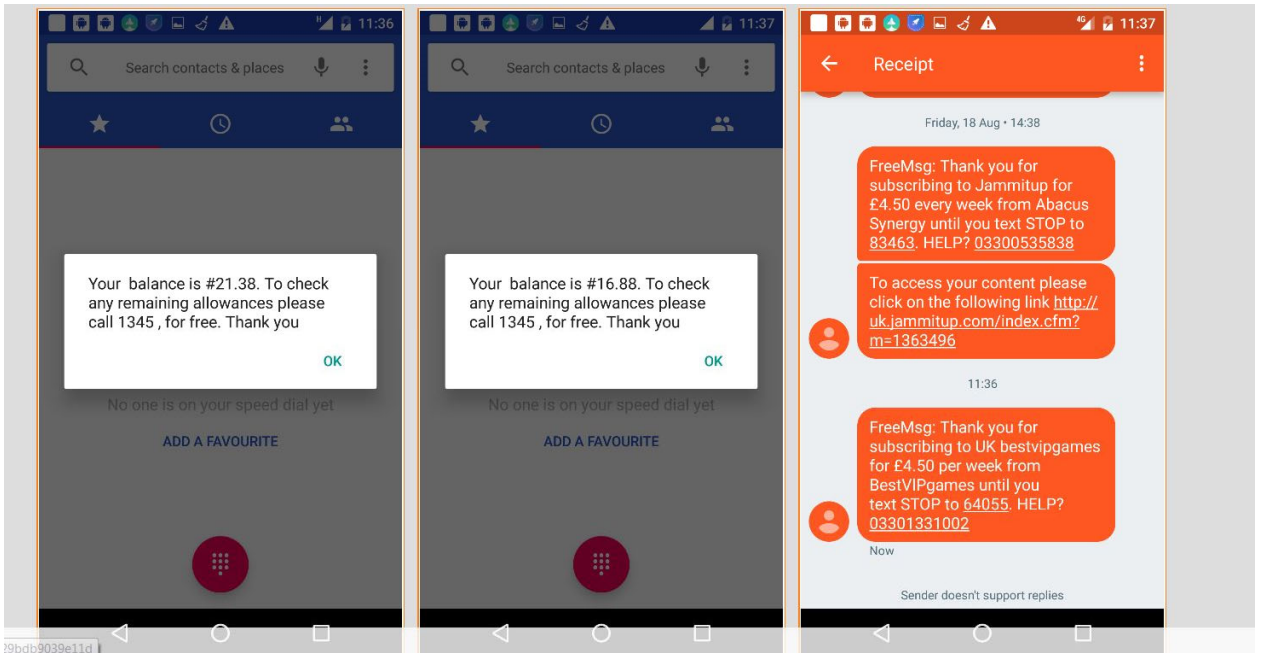 11:36
Search contacts & places
Your balance is #21.38. To check
any remaining allowances please
call 1345 , for free. Thank you
OK
No one is on your speed dial yet
ADD A FAVOURITE
11:37
Search contacts & places
Your balance is #16.88. To check
any remaining allowances please
call 1345 , for free. Thank you
OK
No one is on your speed dial yet
ADD A FAVOURITE
4G 11:37
Receipt
Friday, 18 Aug • 14:38
FreeMsg: Thank you for
subscribing to Jammitup for
£4.50 every week from Abacus
Synergy until you text STOP to
83463. HELP? 03300535838
To access your content please
click on the following link http://
uk.jammitup.com/index.cfm?
m=1363496
11:36
FreeMsg: Thank you for
subscribing to UK bestvipgames
for £4.50 per week from
BestVIPgames until you
text STOP to 64055. HELP?
03301331002
Now
Sender doesn't support replies
29bdb9039e11d